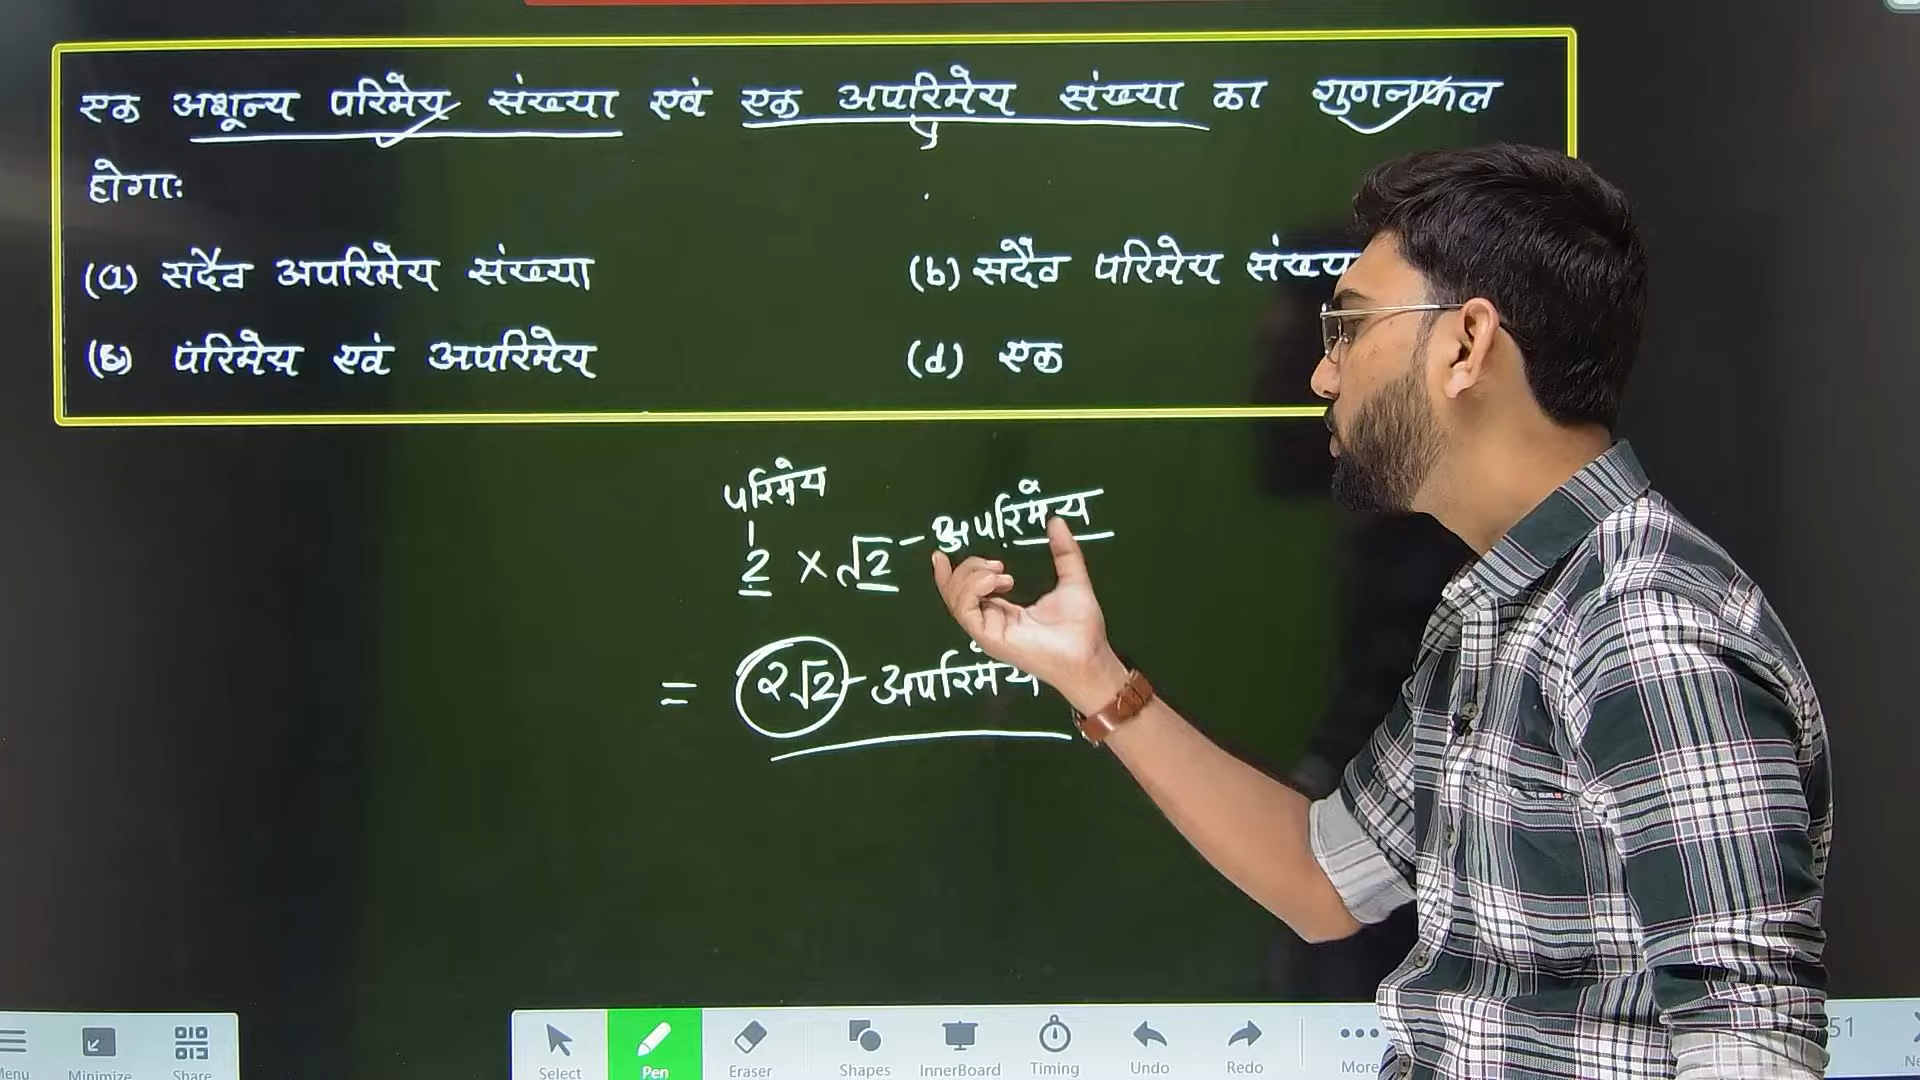 एक अशून्य परिमेय संख्या एवं एक अपरिमेय संख्या का गुणनफल
होगाः
(a) सदैव अपरिमेय संख्या
(b) सदैव परिमेय संख्य
परिमेय एवं अपरिमेय
(d) एक
परिमेय
2 × √2 - अपरिमेय
= 2√2 - अपरिमेय
Minimize
Share
Select
Pen
Eraser
Shapes
InnerBoard
Timing
Undo
Redo
More
51